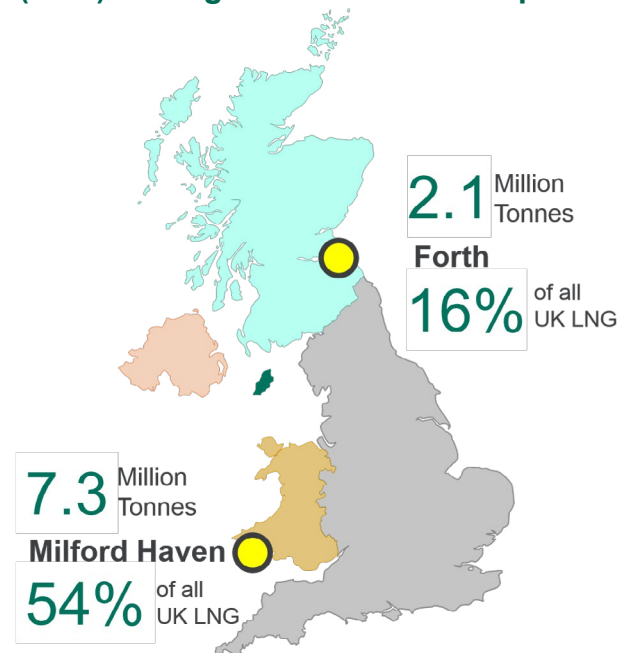 2.1 Million
Tonnes
Forth
16% of all
UK LNG
7.3 Million
Tonnes
Milford Haven
54% of all
UK LNG